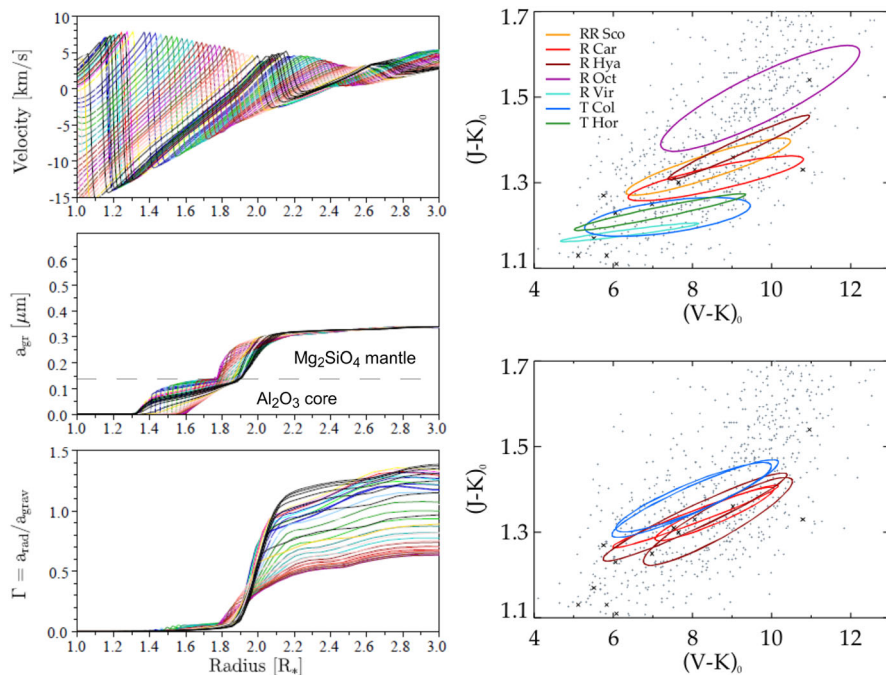 10
5
0
-5
-10
-15
Velocity [km/s]
1.0 1.2 1.4 1.6 1.8 2.0 2.2 2.4 2.6 2.8 3.0
0.6
0.5
0.4
0.3
0.2
0.1
0.0
a_gr [μm]
Mg₂SiO₄ mantle
Al₂O₃ core
1.0 1.2 1.4 1.6 1.8 2.0 2.2 2.4 2.6 2.8 3.0
1.5
1.0
0.5
0.0
Γ = a_rad/a_grav
1.0 1.2 1.4 1.6 1.8 2.0 2.2 2.4 2.6 2.8 3.0
Radius [R_*]
1.7
1.5
1.3
1.1
(J-K)₀
RR Sco
R Car
R Hya
R Oct
R Vir
T Col
T Hor
4 6 8 10 12
(V-K)₀
1.7
1.5
1.3
1.1
(J-K)₀
4 6 8 10 12
(V-K)₀